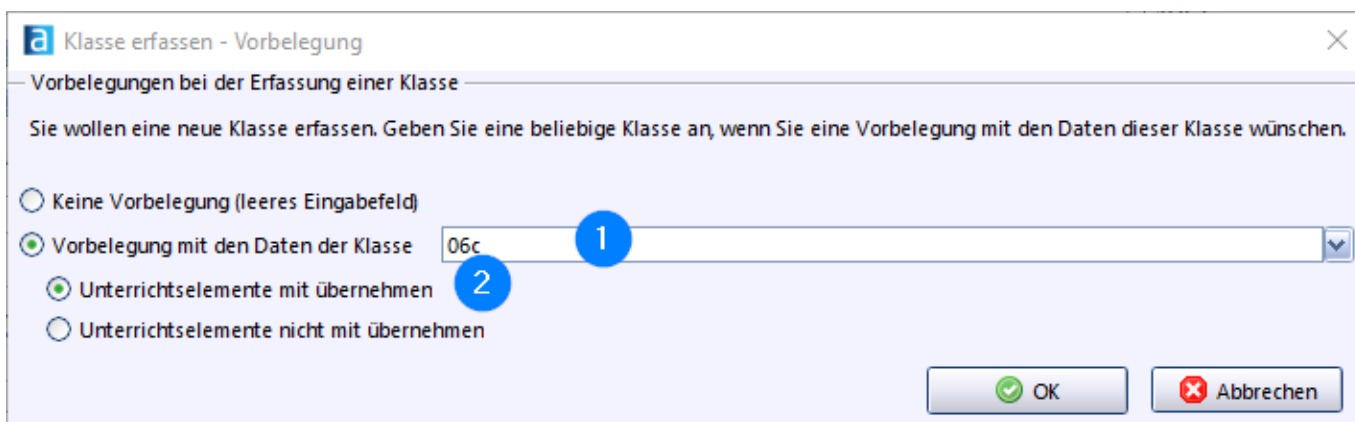 a Klasse erfassen - Vorbelegung
Vorbelegungen bei der Erfassung einer Klasse
Sie wollen eine neue Klasse erfassen. Geben Sie eine beliebige Klasse an, wenn Sie eine Vorbelegung mit den Daten dieser Klasse wünschen.
Keine Vorbelegung (leeres Eingabefeld)
Vorbelegung mit den Daten der Klasse 06c 1
Unterrichtselemente mit übernehmen 2
Unterrichtselemente nicht mit übernehmen
OK Abbrechen